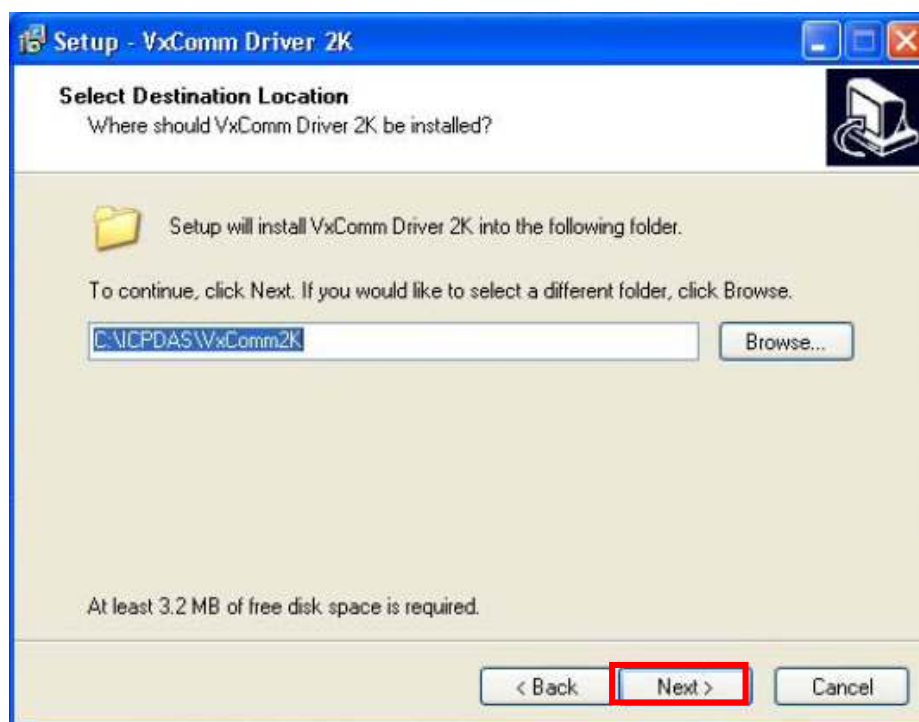 Setup - VxComm Driver 2K
Select Destination Location
Where should VxComm Driver 2K be installed?
Setup will install VxComm Driver 2K into the following folder.
To continue, click Next. If you would like to select a different folder, click Browse.
C:\ICPDAS\VxComm2K
Browse...
At least 3.2 MB of free disk space is required.
< Back
Next >
Cancel